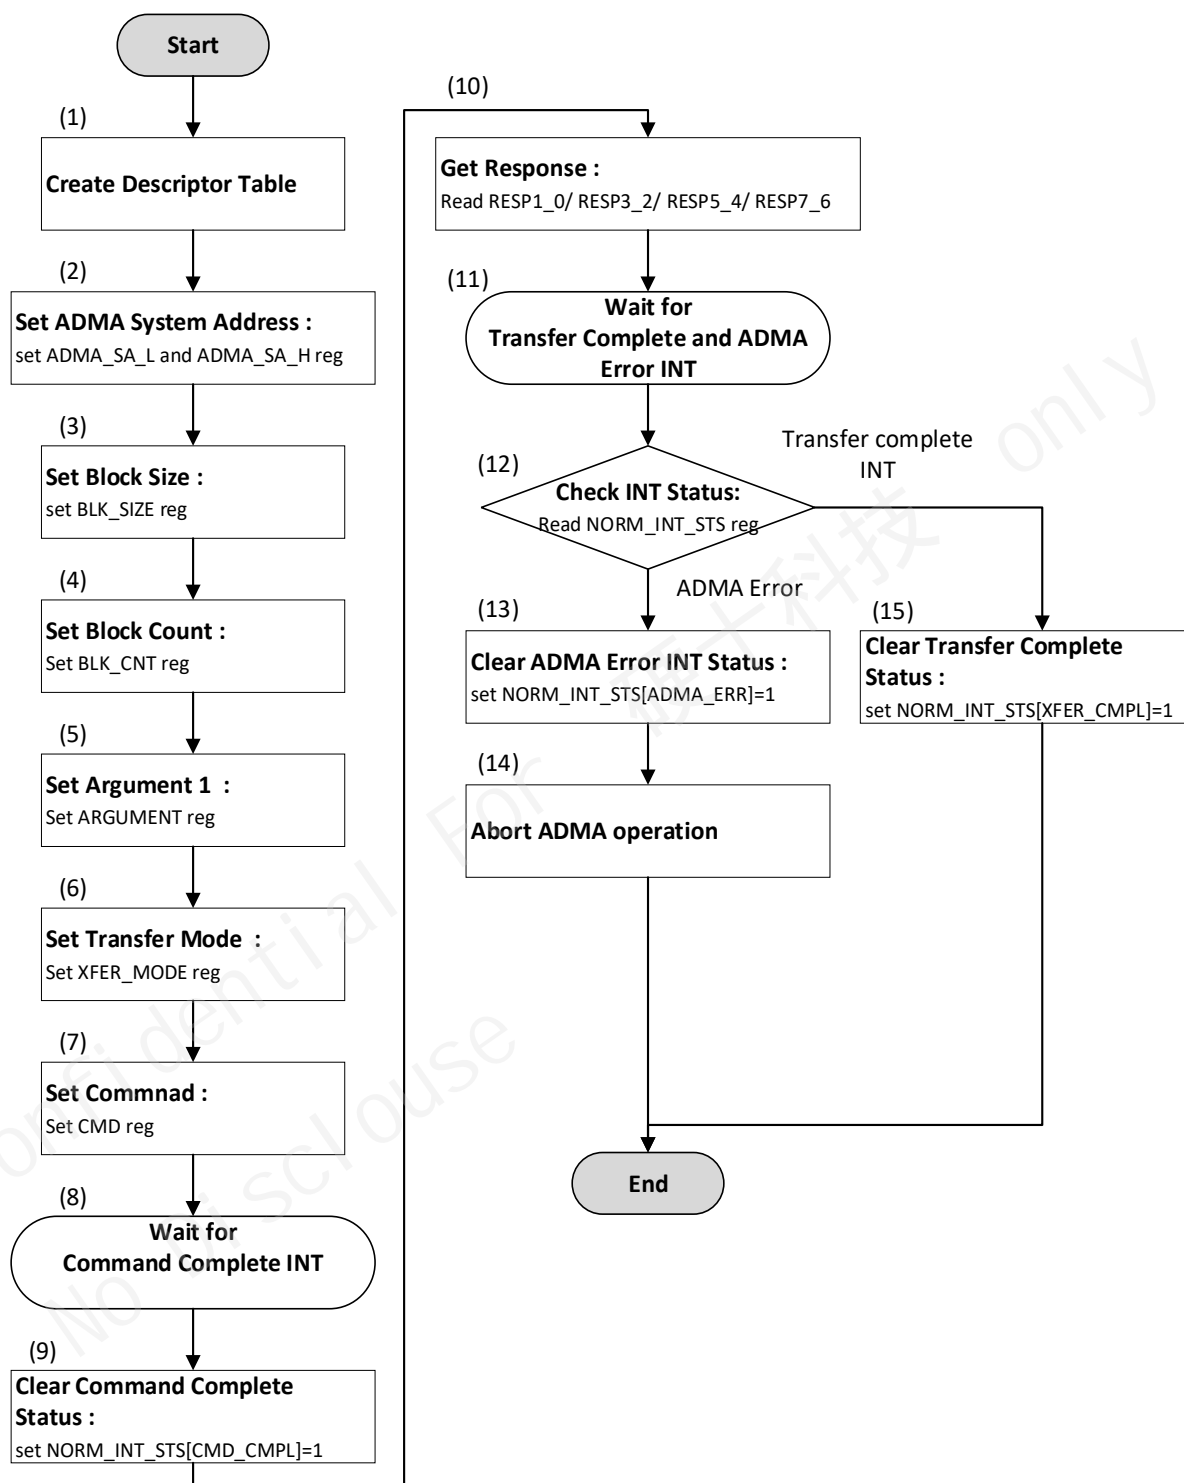 Start
(1)
Create Descriptor Table
(2)
Set ADMA System Address :
set ADMA_SA_L and ADMA_SA_H reg
(3)
Set Block Size :
set BLK_SIZE reg
(4)
Set Block Count :
Set BLK_CNT reg
(5)
Set Argument 1 :
Set ARGUMENT reg
(6)
Set Transfer Mode :
Set XFER_MODE reg
(7)
Set Commnad :
Set CMD reg
(8)
Wait for
Command Complete INT
(9)
Clear Command Complete
Status :
set NORM_INT_STS[CMD_CMPL]=1
(10)
Get Response :
Read RESP1_0/ RESP3_2/ RESP5_4/ RESP7_6
(11)
Wait for
Transfer Complete and ADMA
Error INT
(12)
Check INT Status:
Read NORM_INT_STS reg
Transfer complete
INT
ADMA Error
(13)
Clear ADMA Error INT Status :
set NORM_INT_STS[ADMA_ERR]=1
(14)
Abort ADMA operation
(15)
Clear Transfer Complete
Status :
set NORM_INT_STS[XFER_CMPL]=1
End
onfidential For 硬十科技 only
No Disclouse